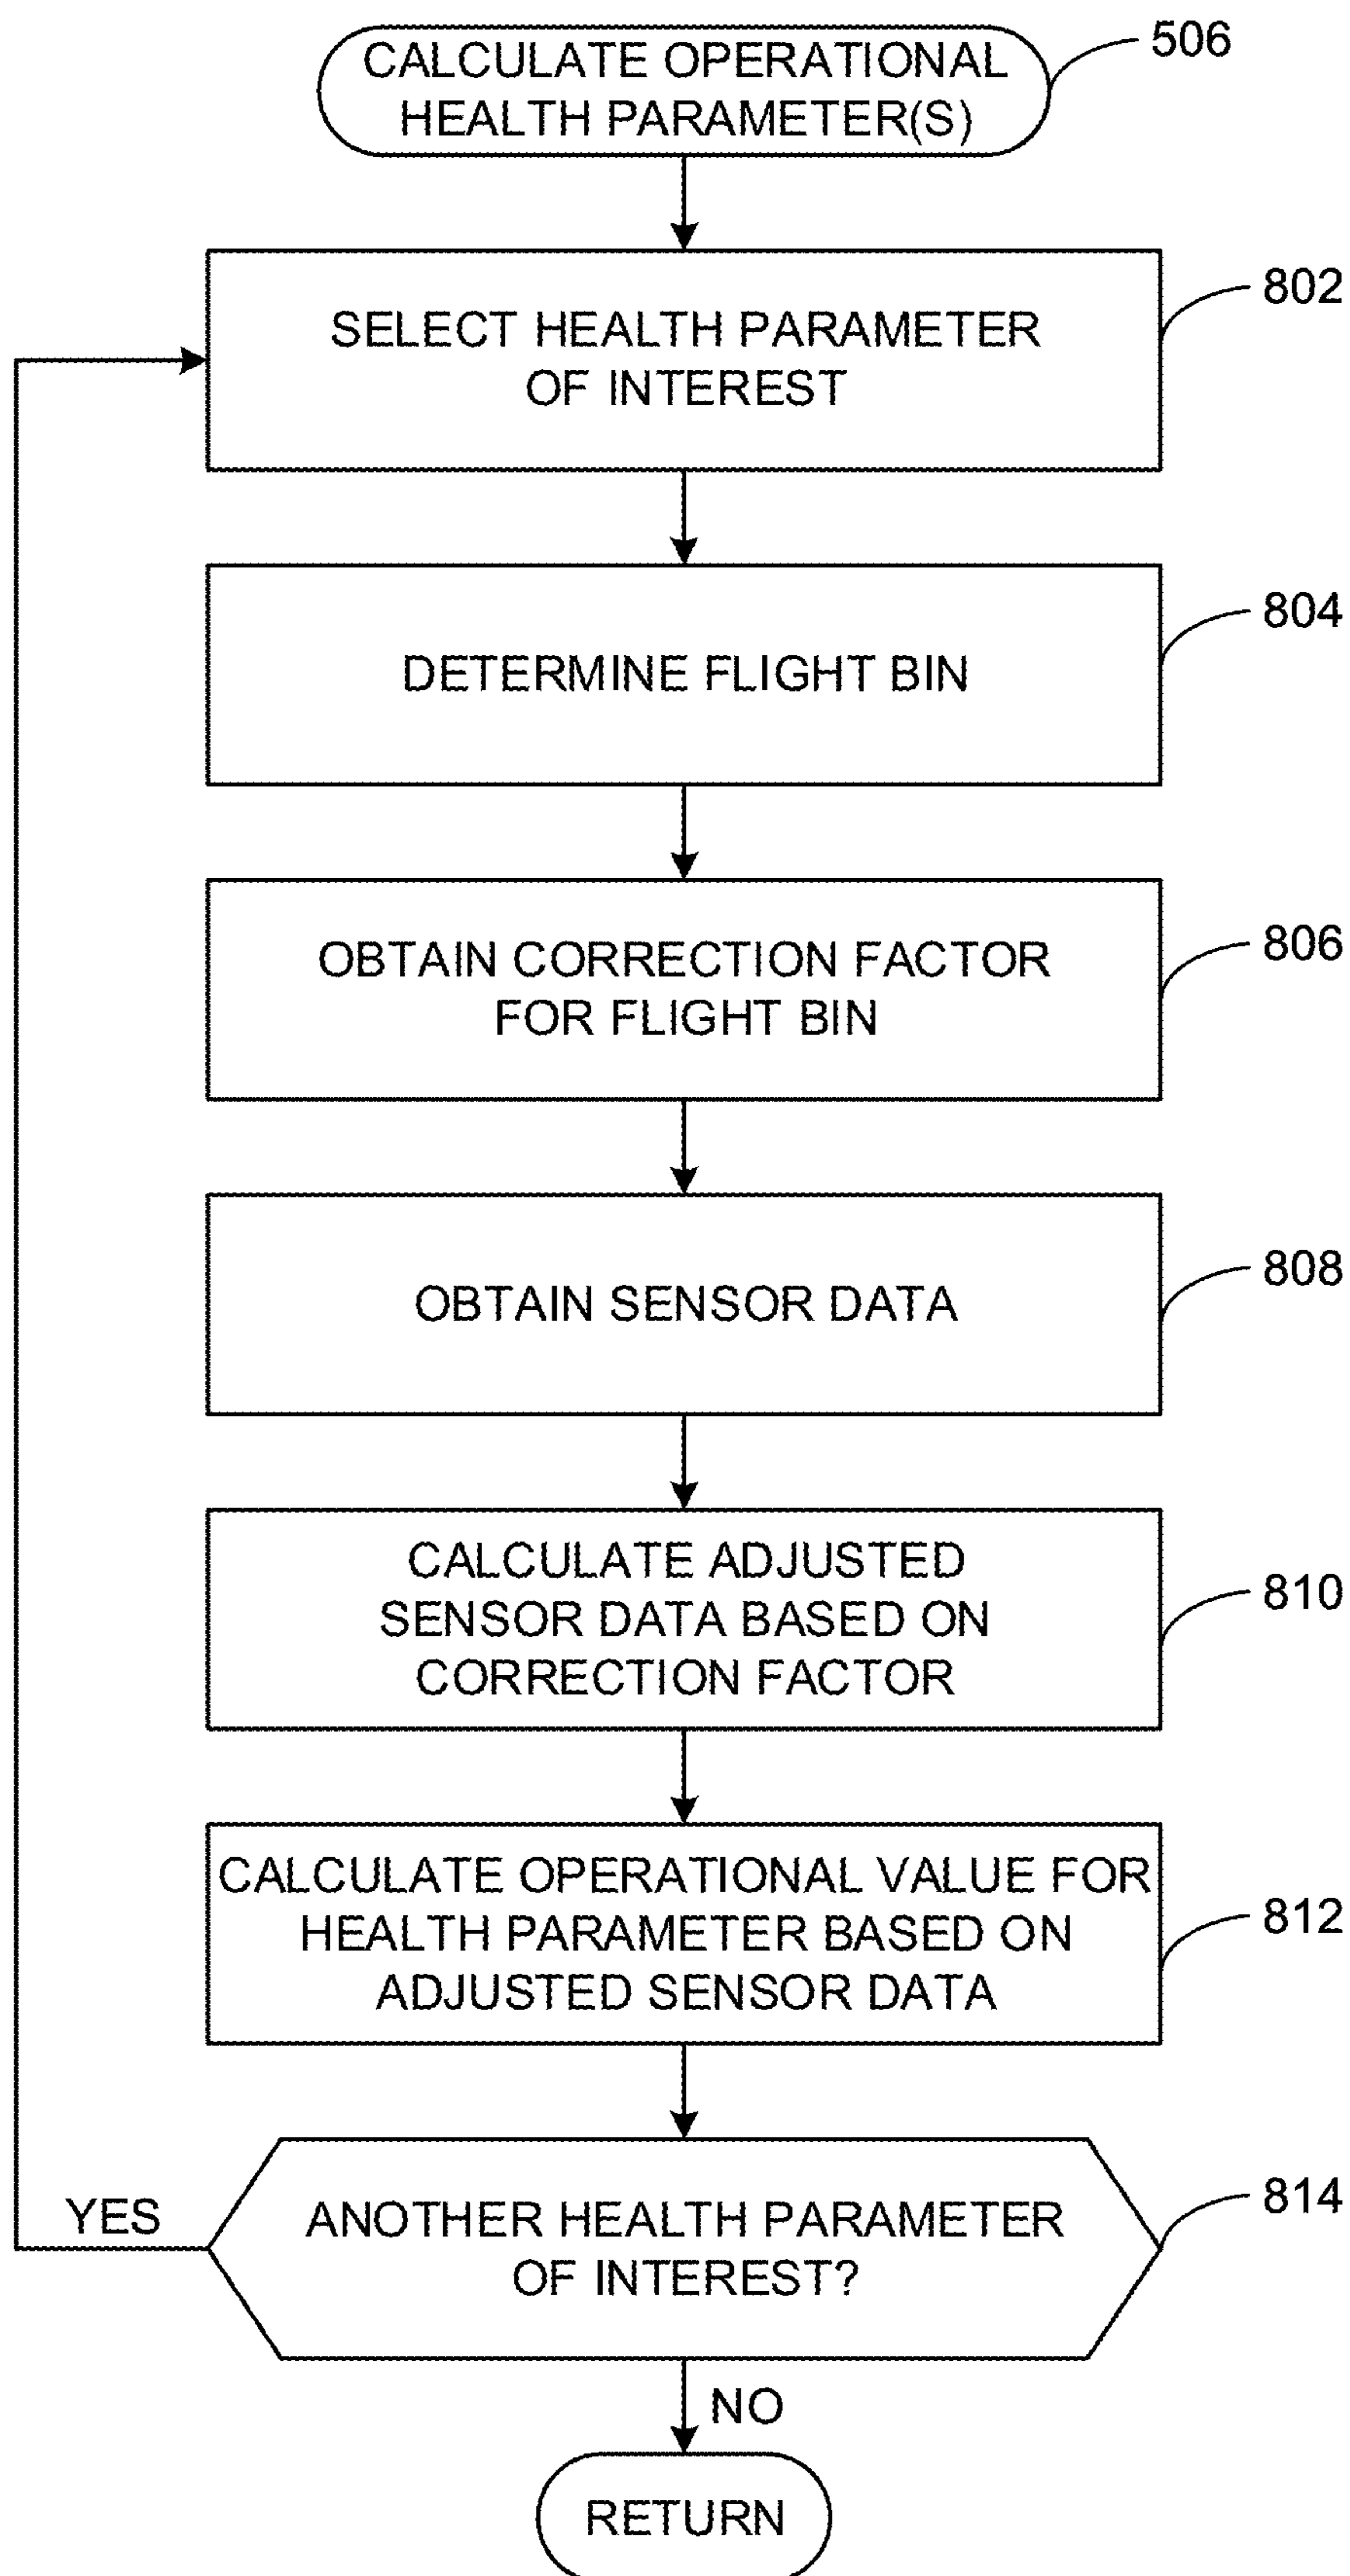 CALCULATE OPERATIONAL
HEALTH PARAMETER(S)
506
SELECT HEALTH PARAMETER
OF INTEREST
802
DETERMINE FLIGHT BIN
804
OBTAIN CORRECTION FACTOR
FOR FLIGHT BIN
806
OBTAIN SENSOR DATA
808
CALCULATE ADJUSTED
SENSOR DATA BASED ON
CORRECTION FACTOR
810
CALCULATE OPERATIONAL VALUE FOR
HEALTH PARAMETER BASED ON
ADJUSTED SENSOR DATA
812
ANOTHER HEALTH PARAMETER
OF INTEREST?
814
YES
NO
RETURN